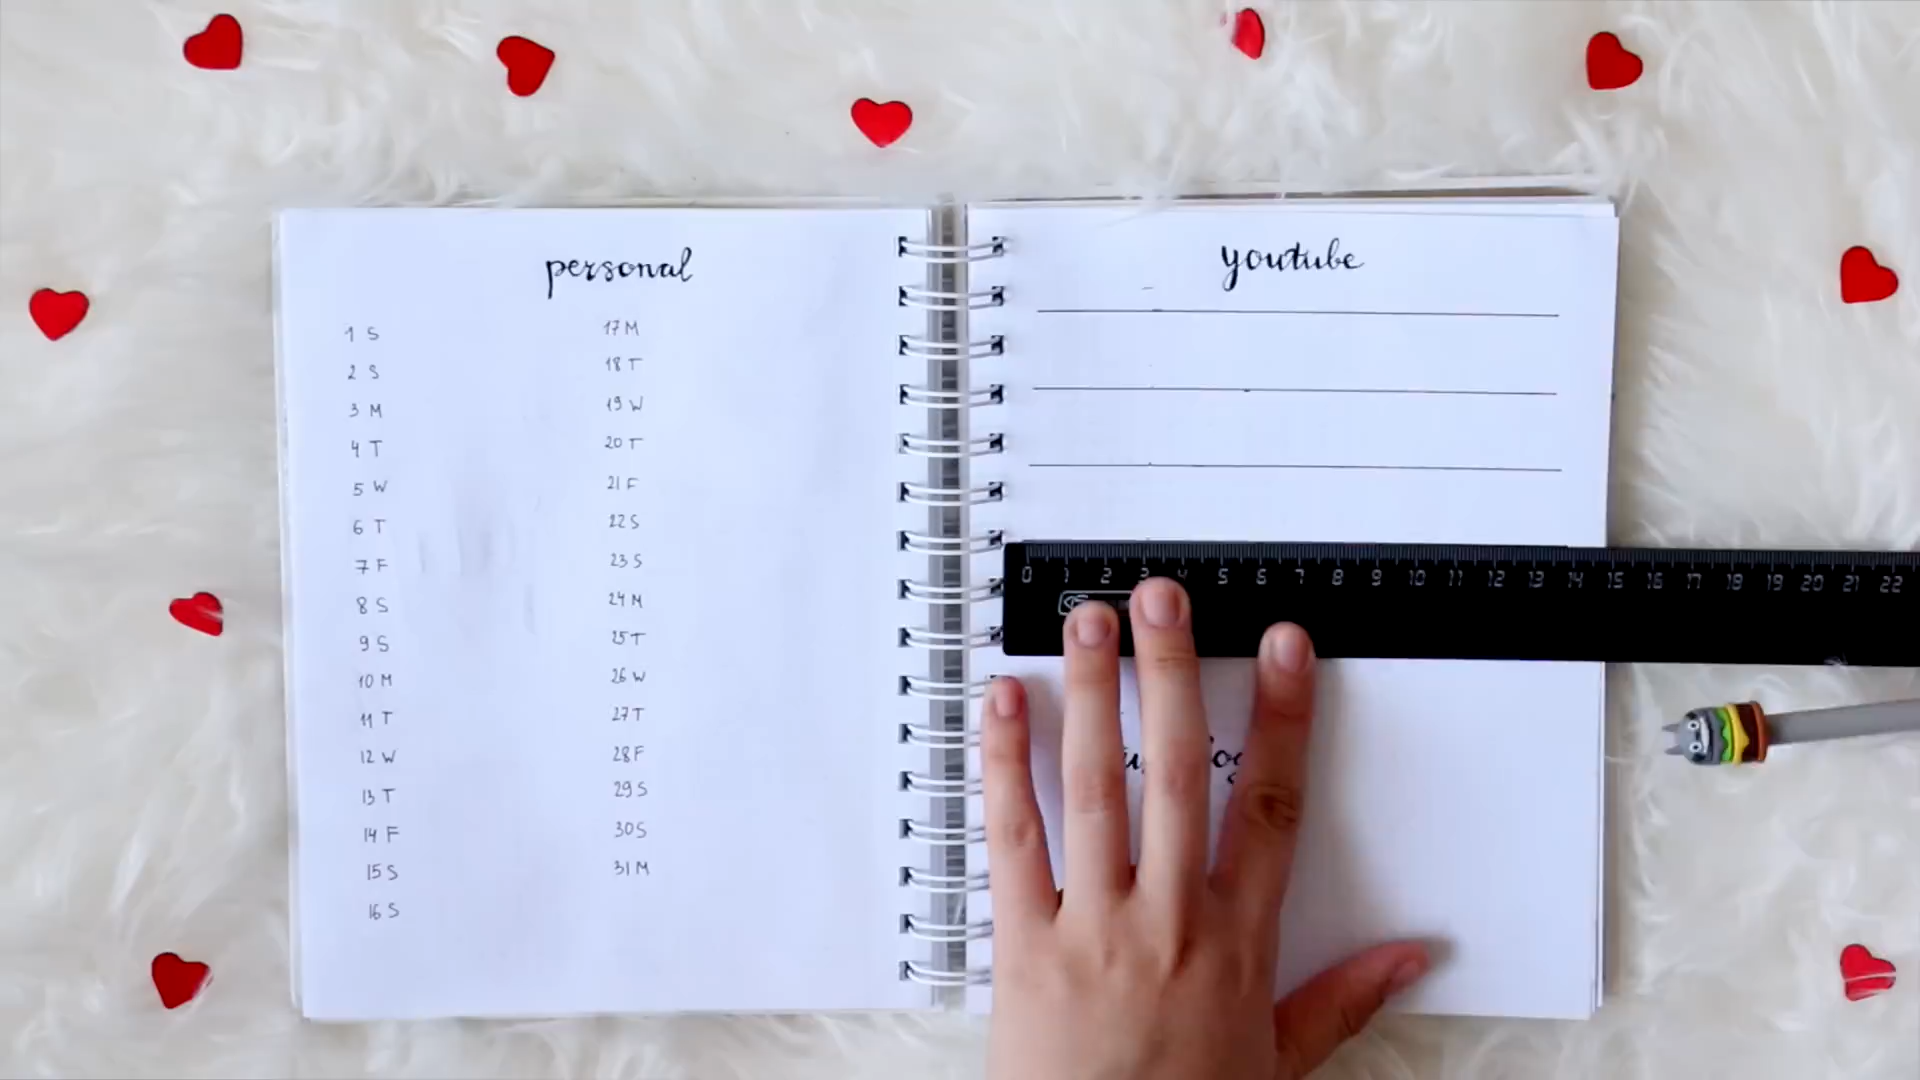 personal
1 S
2 S
3 M
4 T
5 W
6 T
7 F
8 S
9 S
10 M
11 T
12 W
13 T
14 F
15 S
16 S
17 M
18 T
19 W
20 T
21 F
22 S
23 S
24 M
25 T
26 W
27 T
28 F
29 S
30 S
31 M
youtube
0 1 2 3 4 5 6 7 8 9 10 11 12 13 14 15 16 17 18 19 20 21 22